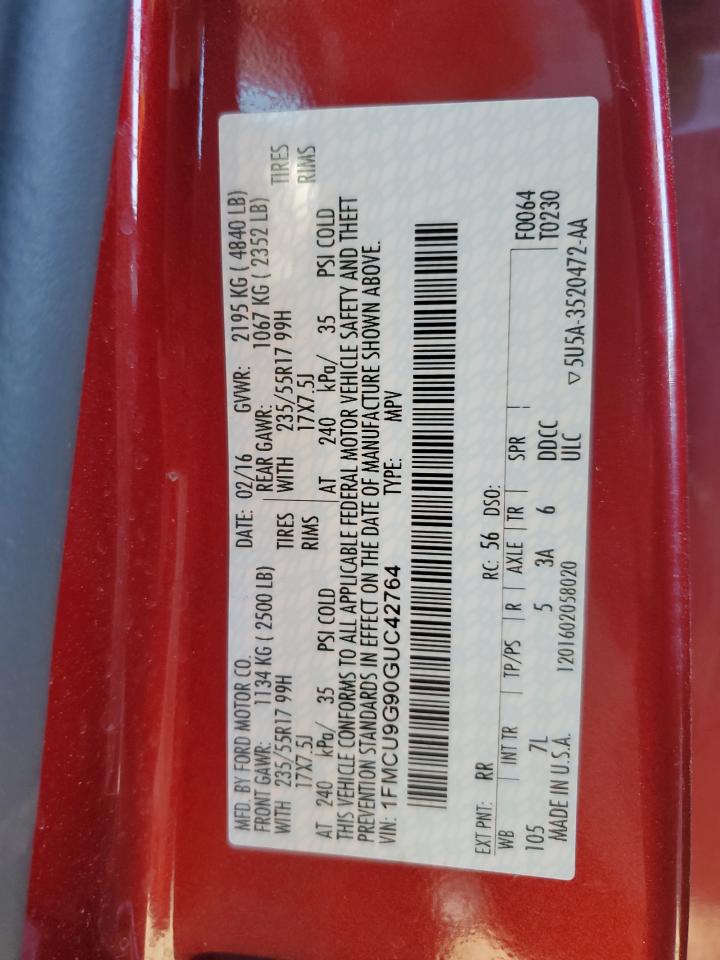 MFD. BY FORD MOTOR CO. DATE: 02/16 GVWR: 2195 KG ( 4840 LB)
FRONT GAWR: 1134 KG ( 2500 LB) REAR GAWR: 1067 KG ( 2352 LB)
WITH 235/55R17 99H TIRES WITH 235/55R17 99H TIRES
17X7.5J RIMS 17X7.5J RIMS
AT 240 kPa/ 35 PSI COLD AT 240 kPa/ 35 PSI COLD
THIS VEHICLE CONFORMS TO ALL APPLICABLE FEDERAL MOTOR VEHICLE SAFETY AND THEFT
PREVENTION STANDARDS IN EFFECT ON THE DATE OF MANUFACTURE SHOWN ABOVE.
VIN: 1FMCU9G90GUC42764 TYPE: MPV
EXT PNT: RR RC: 56 DSO:
WB INT TR TP/PS R AXLE TR SPR F0064
105 7L 5 3A 6 DDCC T0230
MADE IN U.S.A. 1201602058020 ULC ▽5U5A-3520472-AA